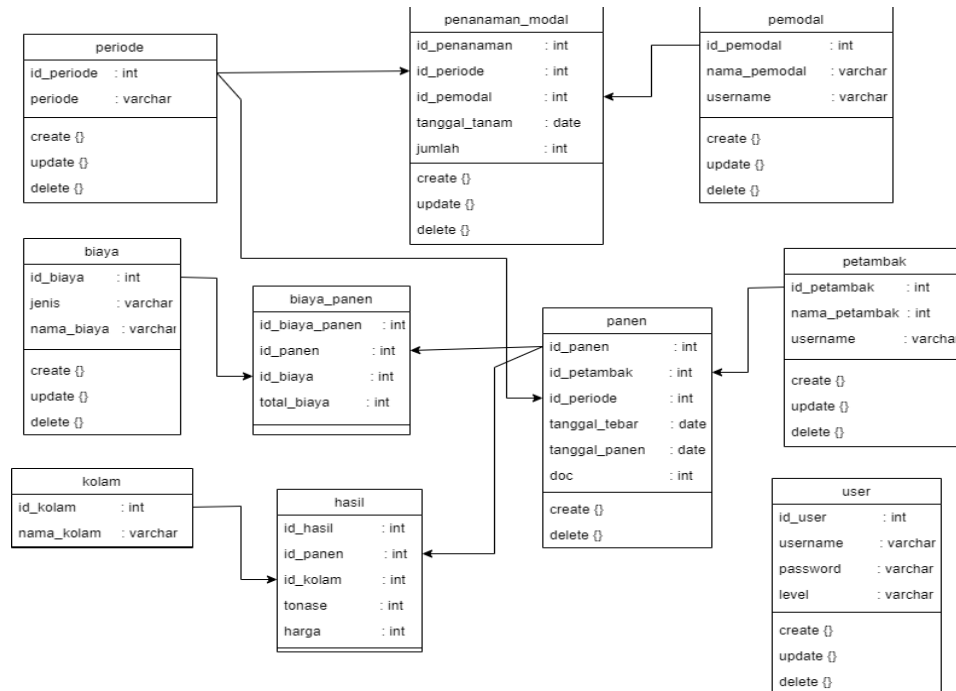 periode
id_periode : int
periode : varchar
create {}
update {}
delete {}
penanaman_modal
id_penanaman : int
id_periode : int
id_pemodal : int
tanggal_tanam : date
jumlah : int
create {}
update {}
delete {}
pemodal
id_pemodal : int
nama_pemodal : varchar
username : varchar
create {}
update {}
delete {}
biaya
id_biaya : int
jenis : varchar
nama_biaya : varchar
create {}
update {}
delete {}
biaya_panen
id_biaya_panen : int
id_panen : int
id_biaya : int
total_biaya : int
panen
id_panen : int
id_petambak : int
id_periode : int
tanggal_tebar : date
tanggal_panen : date
doc : int
create {}
delete {}
petambak
id_petambak : int
nama_petambak : int
username : varchar
create {}
update {}
delete {}
kolam
id_kolam : int
nama_kolam : varchar
hasil
id_hasil : int
id_panen : int
id_kolam : int
tonase : int
harga : int
user
id_user : int
username : varchar
password : varchar
level : varchar
create {}
update {}
delete {}